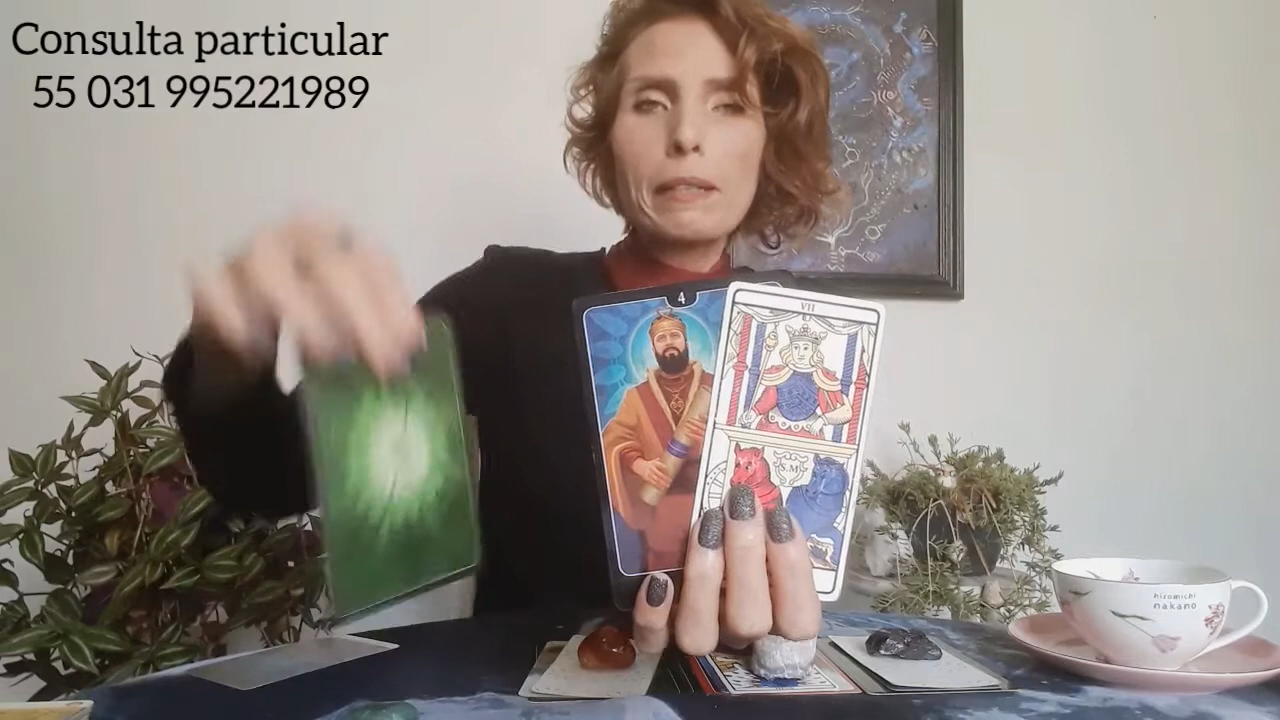 Consulta particular
55 031 995221989
4
VII
S.M
hiromichi
nakano